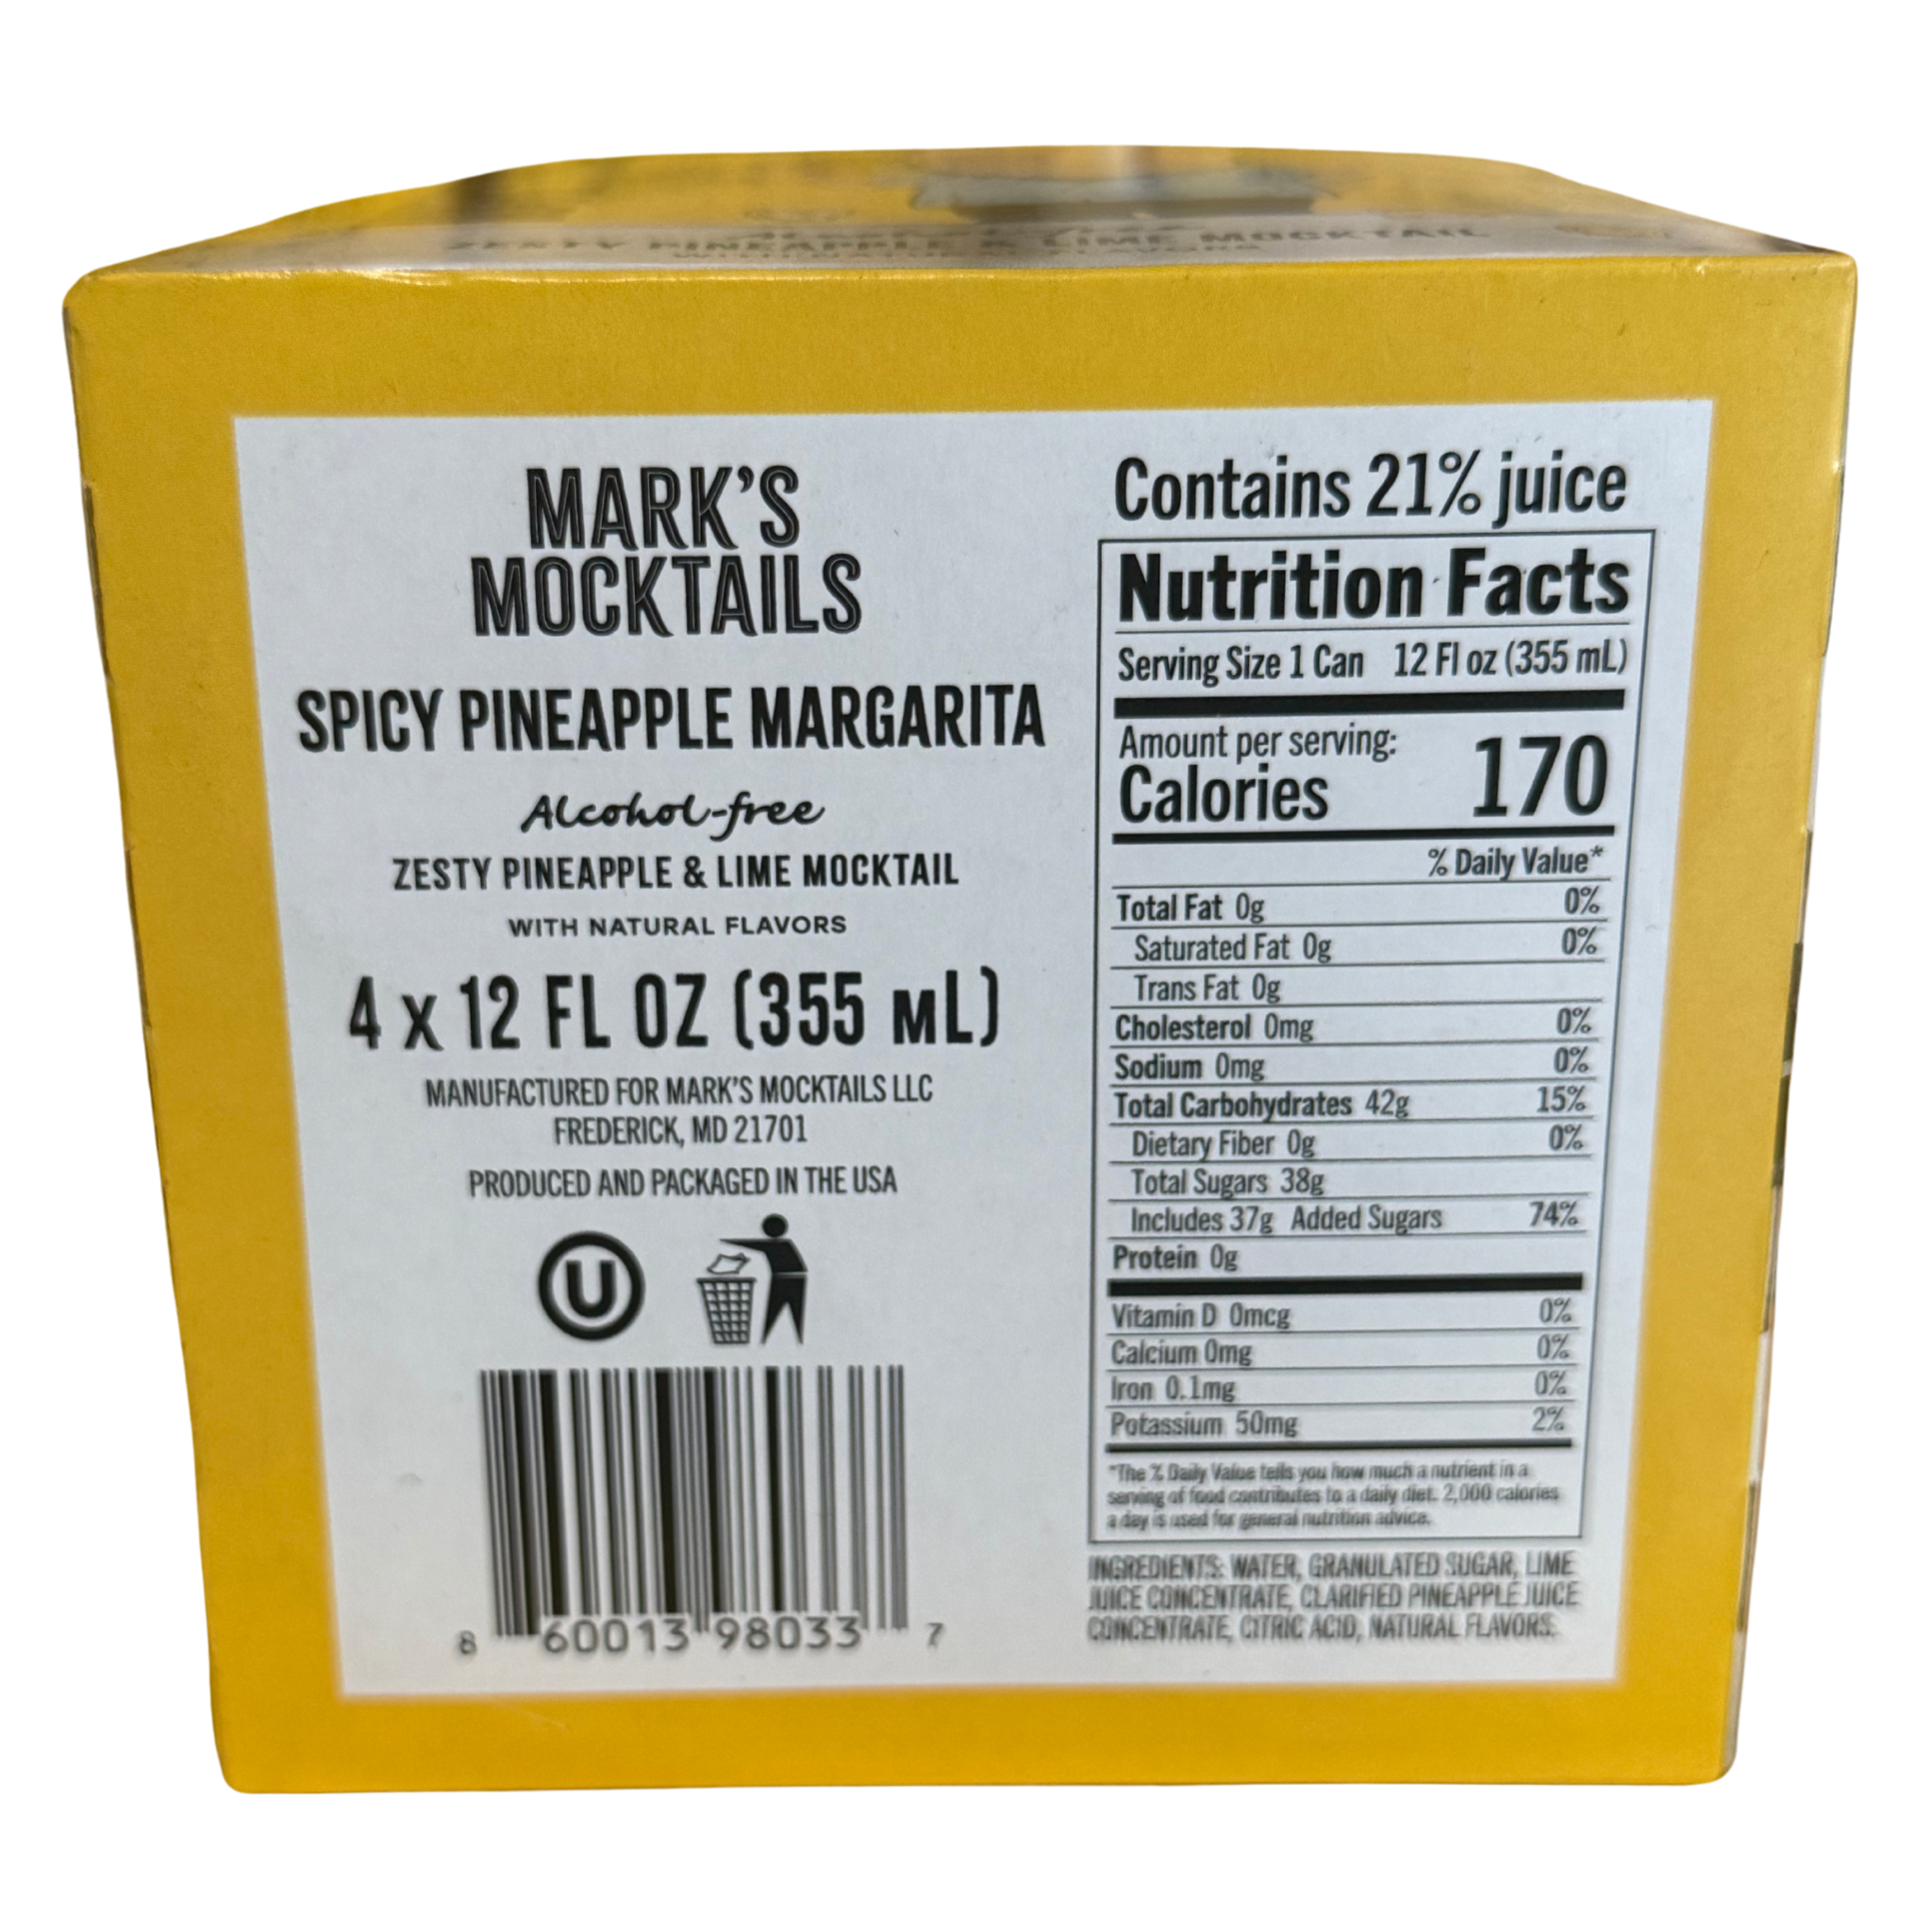 ZESTY PINEAPPLE & LIME MOCKTAIL
MARK'S
MOCKTAILS
SPICY PINEAPPLE MARGARITA
Alcohol-free
ZESTY PINEAPPLE & LIME MOCKTAIL
WITH NATURAL FLAVORS
4 x 12 FL OZ (355 mL)
MANUFACTURED FOR MARK'S MOCKTAILS LLC
FREDERICK, MD 21701
PRODUCED AND PACKAGED IN THE USA
U
8 60013 98033 7
Contains 21% juice
Nutrition Facts
Serving Size 1 Can 12 Fl oz (355 mL)
Amount per serving:
Calories 170
% Daily Value*
Total Fat 0g 0%
Saturated Fat 0g 0%
Trans Fat 0g
Cholesterol 0mg 0%
Sodium 0mg 0%
Total Carbohydrates 42g 15%
Dietary Fiber 0g 0%
Total Sugars 38g
Includes 37g Added Sugars 74%
Protein 0g
Vitamin D 0mcg 0%
Calcium 0mg 0%
Iron 0.1mg 0%
Potassium 50mg 2%
*The % Daily Value tells you how much a nutrient in a
serving of food contributes to a daily diet. 2,000 calories
a day is used for general nutrition advice.
INGREDIENTS: WATER, GRANULATED SUGAR, LIME
JUICE CONCENTRATE, CLARIFIED PINEAPPLE JUICE
CONCENTRATE, CITRIC ACID, NATURAL FLAVORS.